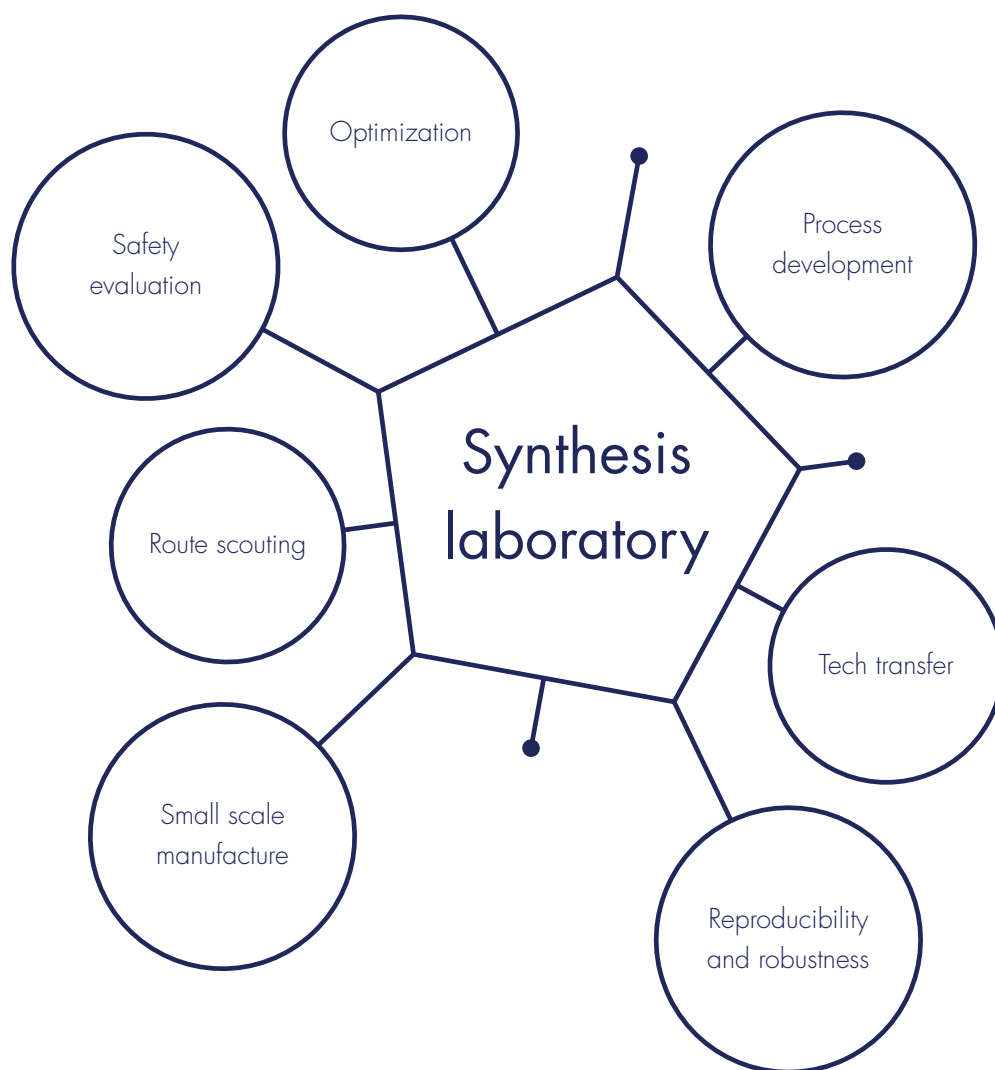 Optimization
Process
development
Safety
evaluation
Synthesis
laboratory
Route scouting
Tech transfer
Small scale
manufacture
Reproducibility
and robustness